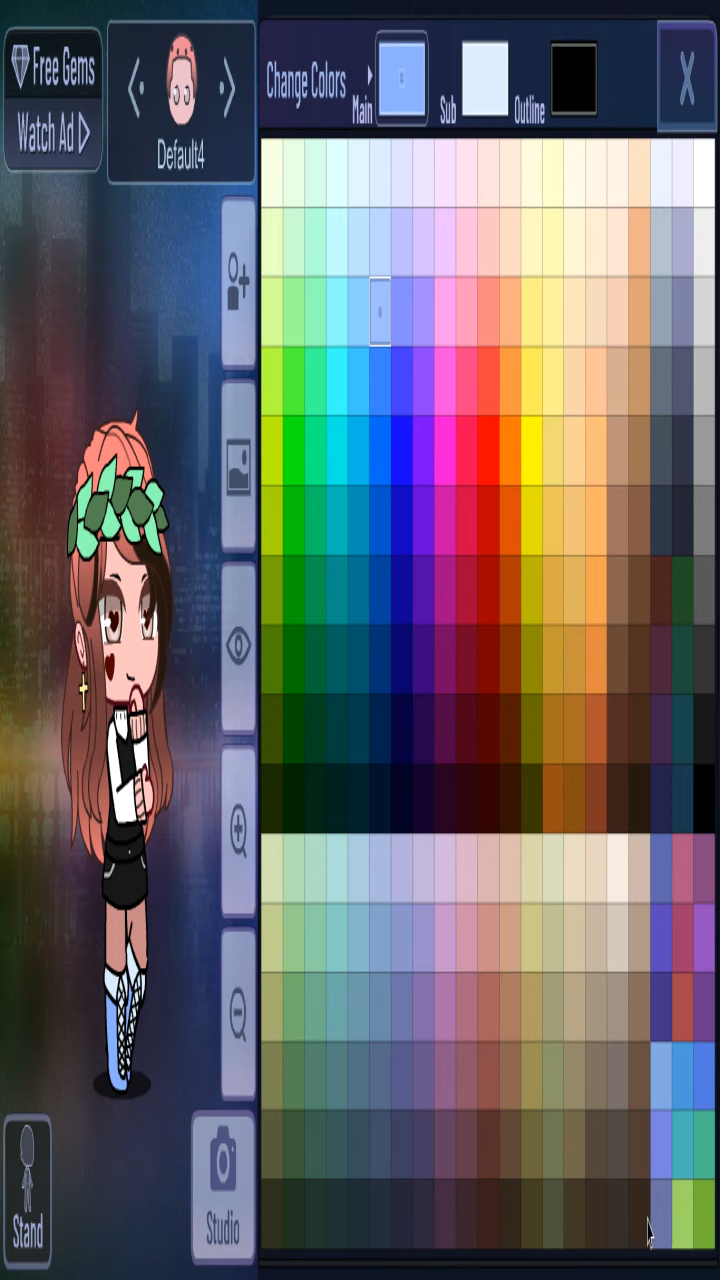 Free Gems
Watch Ad
Default4
Change Colors
Main
Sub
Outline
X
Stand
Studio